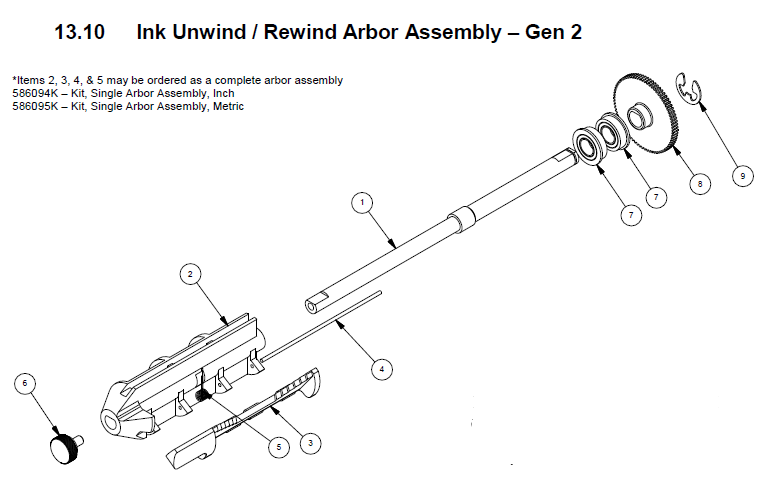 13.10 Ink Unwind / Rewind Arbor Assembly – Gen 2
*Items 2, 3, 4, & 5 may be ordered as a complete arbor assembly
586094K – Kit, Single Arbor Assembly, Inch
586095K – Kit, Single Arbor Assembly, Metric
9
8
7
1
7
2
4
6
3
5